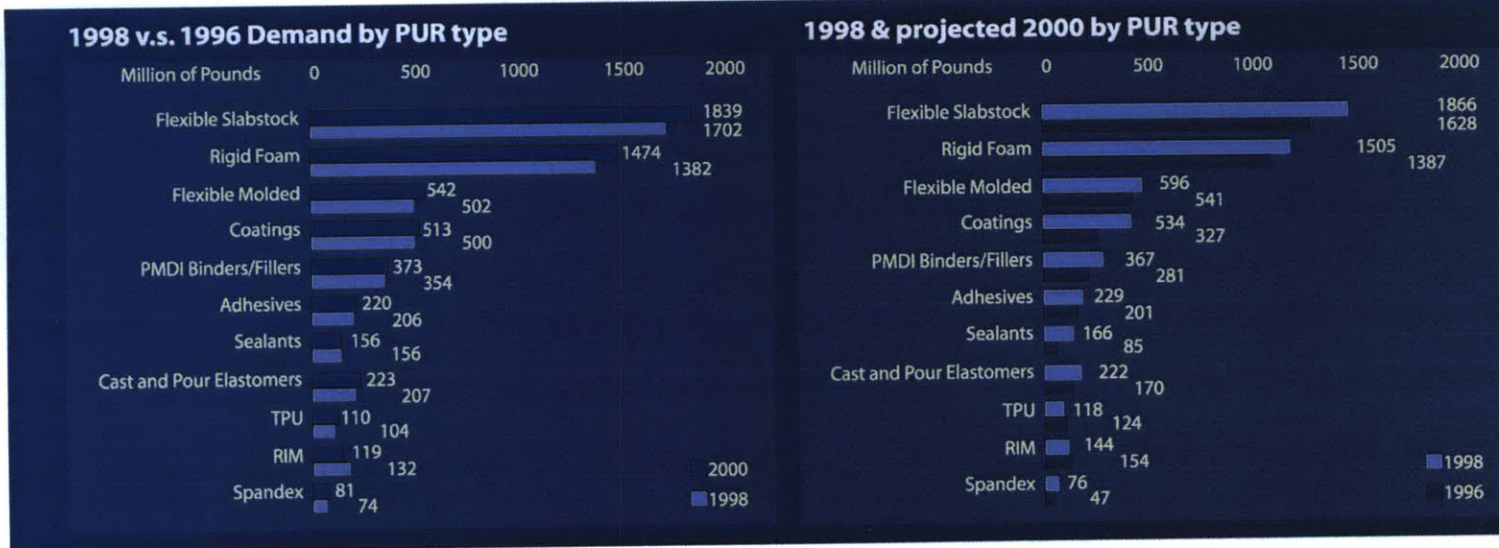 1998 v.s. 1996 Demand by PUR type
Million of Pounds 0 500 1000 1500 2000
Flexible Slabstock 1839
1702
Rigid Foam 1474
1382
Flexible Molded 542
502
Coatings 513
500
PMDI Binders/Fillers 373
354
Adhesives 220
206
Sealants 156
156
Cast and Pour Elastomers 223
207
TPU 110
104
RIM 119
132
Spandex 81
74
2000
1998
1998 & projected 2000 by PUR type
Million of Pounds 0 500 1000 1500 2000
Flexible Slabstock 1866
1628
Rigid Foam 1505
1387
Flexible Molded 596
541
Coatings 534
327
PMDI Binders/Fillers 367
281
Adhesives 229
201
Sealants 166
85
Cast and Pour Elastomers 222
170
TPU 118
124
RIM 144
154
Spandex 76
47
1998
1996